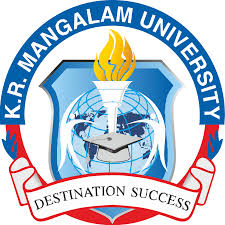 K.R. MANGALAM UNIVERSITY
DESTINATION SUCCESS